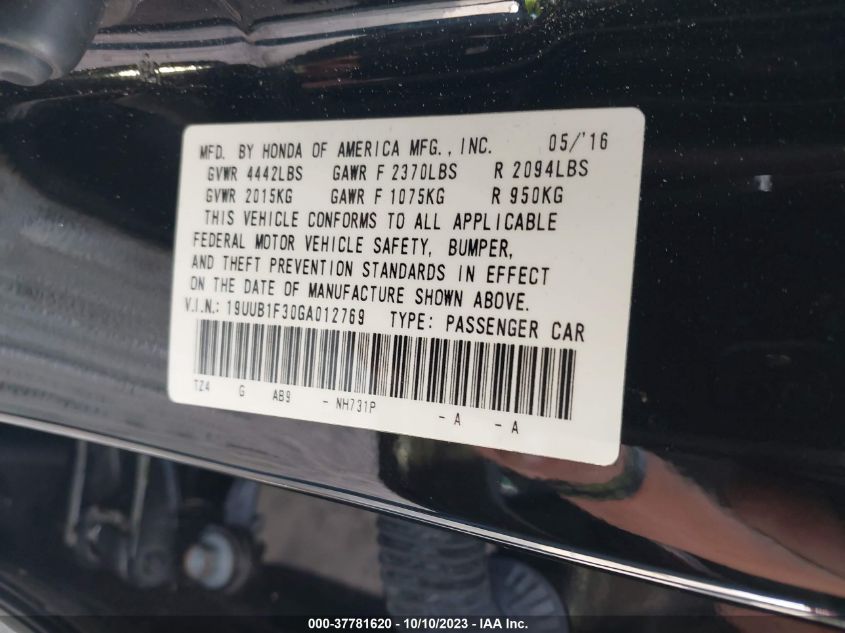 MFD. BY HONDA OF AMERICA MFG., INC. 05/'16
GVWR 4442LBS GAWR F 2370LBS R 2094LBS
GVWR 2015KG GAWR F 1075KG R 950KG
THIS VEHICLE CONFORMS TO ALL APPLICABLE
FEDERAL MOTOR VEHICLE SAFETY, BUMPER,
AND THEFT PREVENTION STANDARDS IN EFFECT
ON THE DATE OF MANUFACTURE SHOWN ABOVE.
V.I.N.: 19UUB1F30GA012769 TYPE: PASSENGER CAR
TZ4 G AB9 - NH731P - A - A
000-37781620 - 10/10/2023 - IAA Inc.